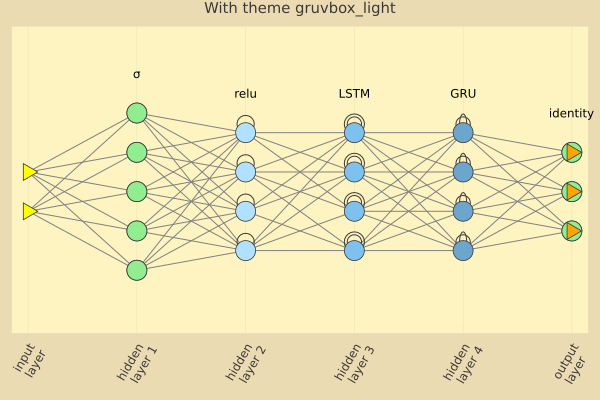 With theme gruvbox_light
σ
relu
LSTM
GRU
identity
input
layer
hidden
layer 1
hidden
layer 2
hidden
layer 3
hidden
layer 4
output
layer